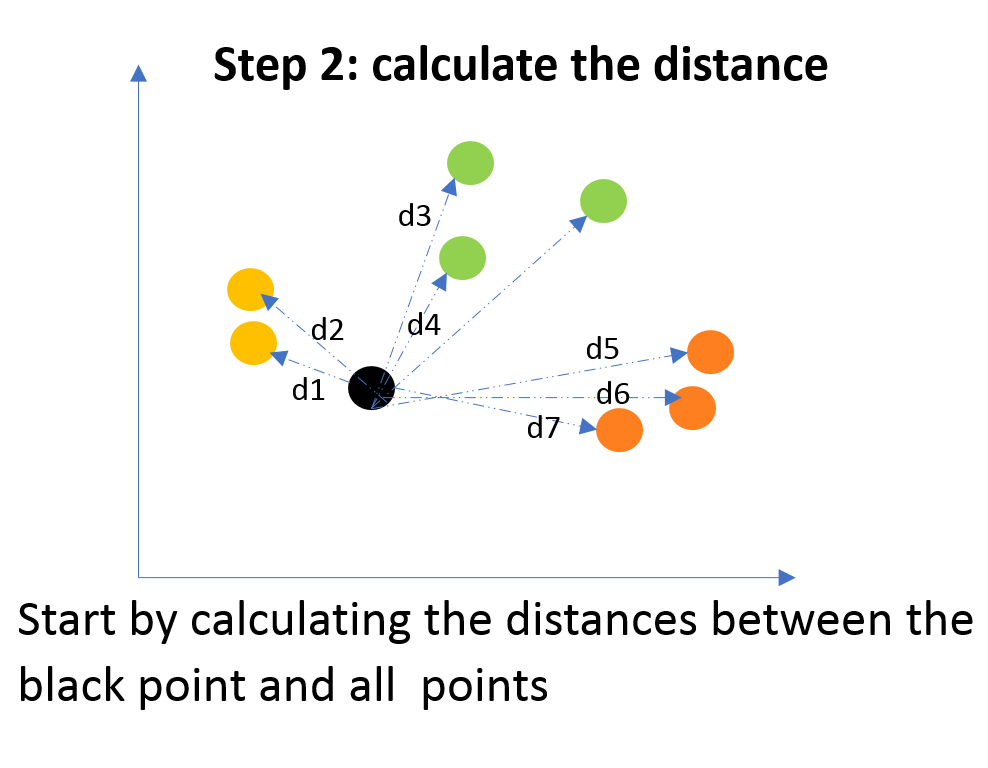 Step 2: calculate the distance
d3
d2
d4
d1
d5
d6
d7
Start by calculating the distances between the
black point and all  points